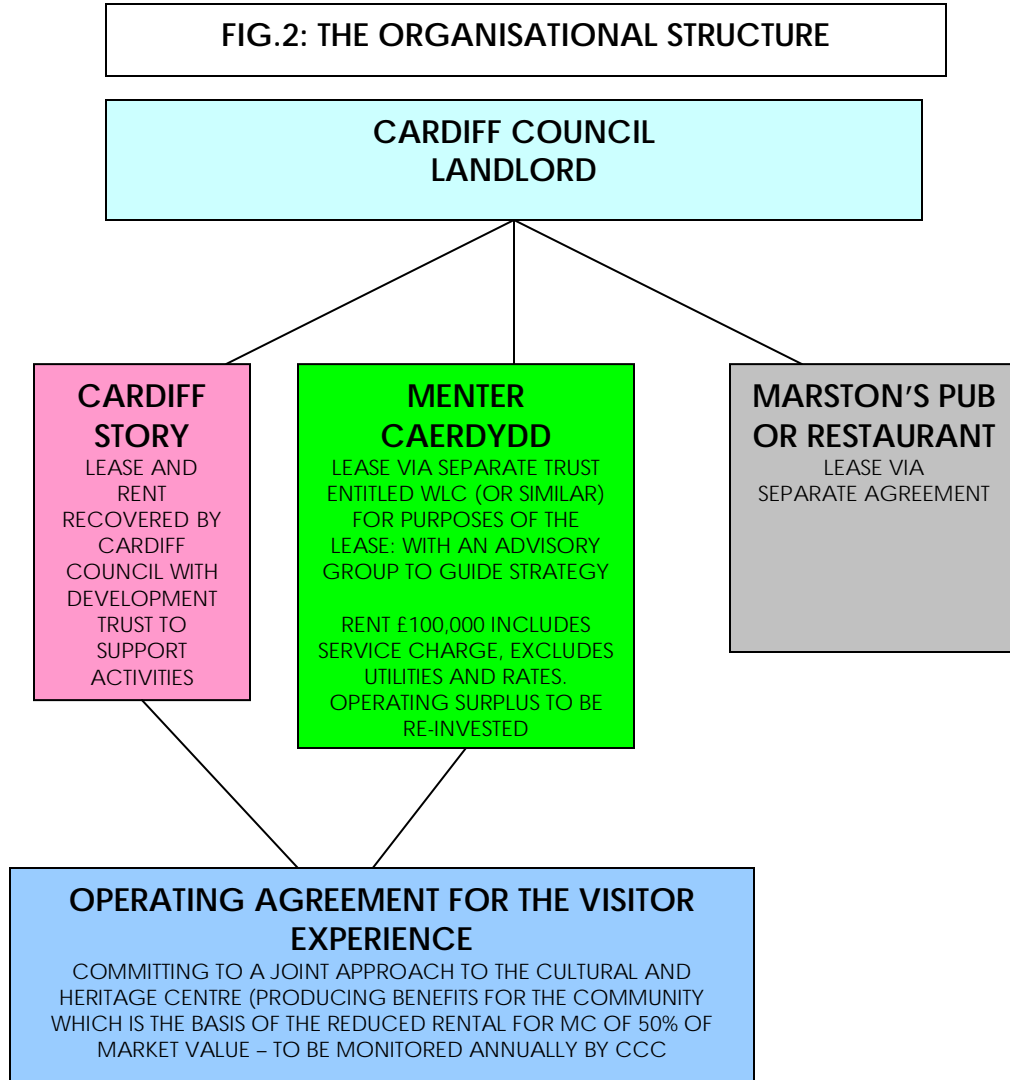 FIG.2: THE ORGANISATIONAL STRUCTURE
CARDIFF COUNCIL
LANDLORD
CARDIFF
STORY
LEASE AND
RENT
RECOVERED BY
CARDIFF
COUNCIL WITH
DEVELOPMENT
TRUST TO
SUPPORT
ACTIVITIES
MENTER
CAERDYDD
LEASE VIA SEPARATE TRUST
ENTITLED WLC (OR SIMILAR)
FOR PURPOSES OF THE
LEASE: WITH AN ADVISORY
GROUP TO GUIDE STRATEGY
RENT £100,000 INCLUDES
SERVICE CHARGE, EXCLUDES
UTILITIES AND RATES.
OPERATING SURPLUS TO BE
RE-INVESTED
MARSTON'S PUB
OR RESTAURANT
LEASE VIA
SEPARATE AGREEMENT
OPERATING AGREEMENT FOR THE VISITOR
EXPERIENCE
COMMITTING TO A JOINT APPROACH TO THE CULTURAL AND
HERITAGE CENTRE (PRODUCING BENEFITS FOR THE COMMUNITY
WHICH IS THE BASIS OF THE REDUCED RENTAL FOR MC OF 50% OF
MARKET VALUE – TO BE MONITORED ANNUALLY BY CCC